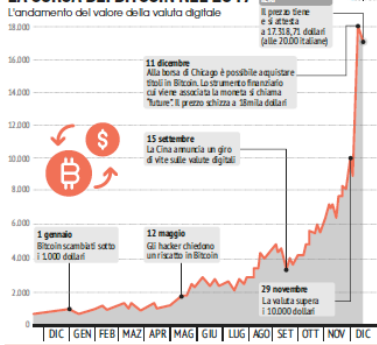 L'andamento del valore della valuta digitale
Il prezzo tiene
e si attesta
a 17.318,71 dollari
(alle 20,00 italiane)
18.000
16.000
14.000
12.000
10.000
8.000
6.000
4.000
2.000
0
11 dicembre
Alla borsa di Chicago è possibile acquistare
titoli in Bitcoin. Lo strumento finanziario
cui viene associata la moneta si chiama
"future". Il prezzo schizza a 18mila dollari
15 settembre
La Cina annuncia un giro
di vite sulle valute digitali
1 gennaio
Bitcoin scambiati sotto
i 1.000 dollari
12 maggio
Gli hacker chiedono
un riscatto in Bitcoin
29 novembre
La valuta supera
i 10.000 dollari
DIC GEN FEB MAZ APR MAG GIU LUG AGO SET OTT NOV DIC